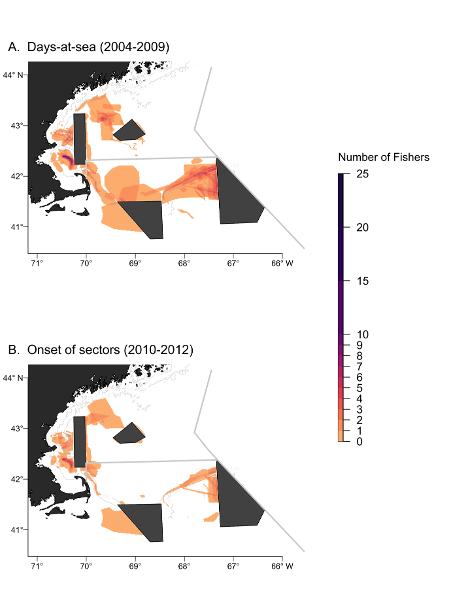 A. Days-at-sea (2004-2009)
44° N
43°
42°
41°
71° 70° 69° 68° 67° 66° W
Number of Fishers
25
20
15
10
9
8
7
6
5
4
3
2
1
0
B. Onset of sectors (2010-2012)
44° N
43°
42°
41°
71° 70° 69° 68° 67° 66° W